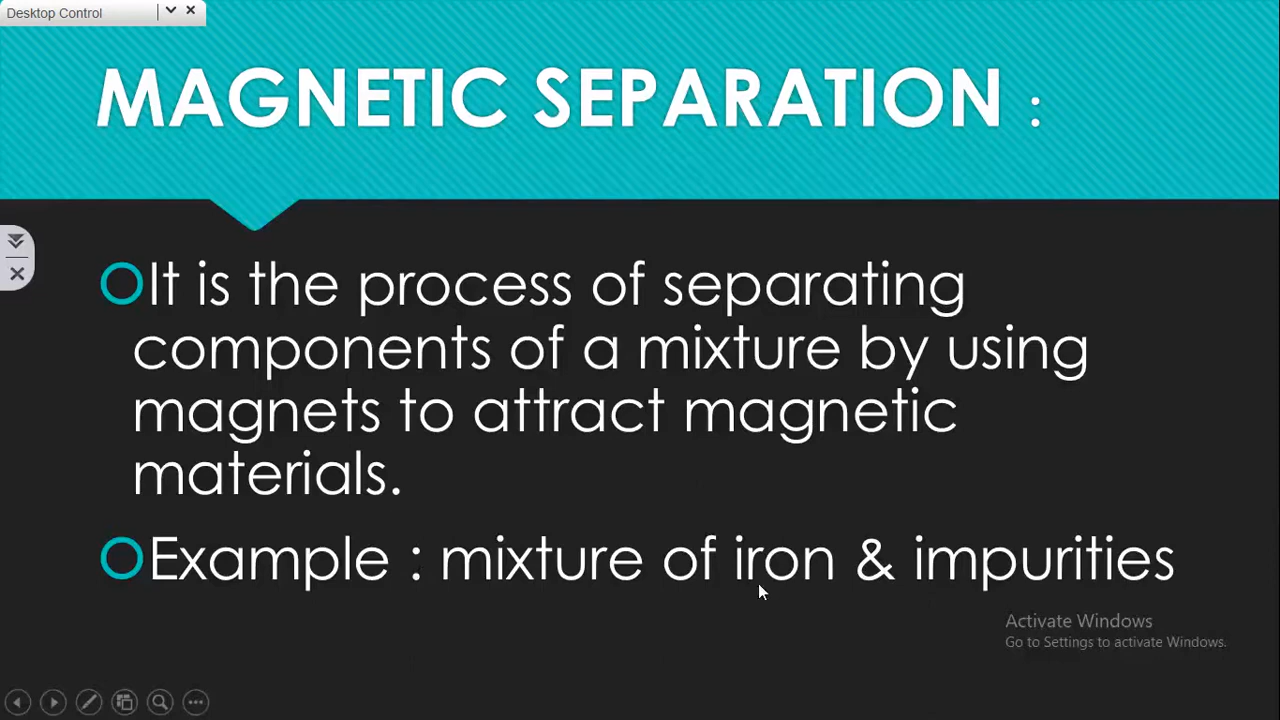 Desktop Control
MAGNETIC SEPARATION :
It is the process of separating
components of a mixture by using
magnets to attract magnetic
materials.
Example : mixture of iron & impurities
Activate Windows
Go to Settings to activate Windows.